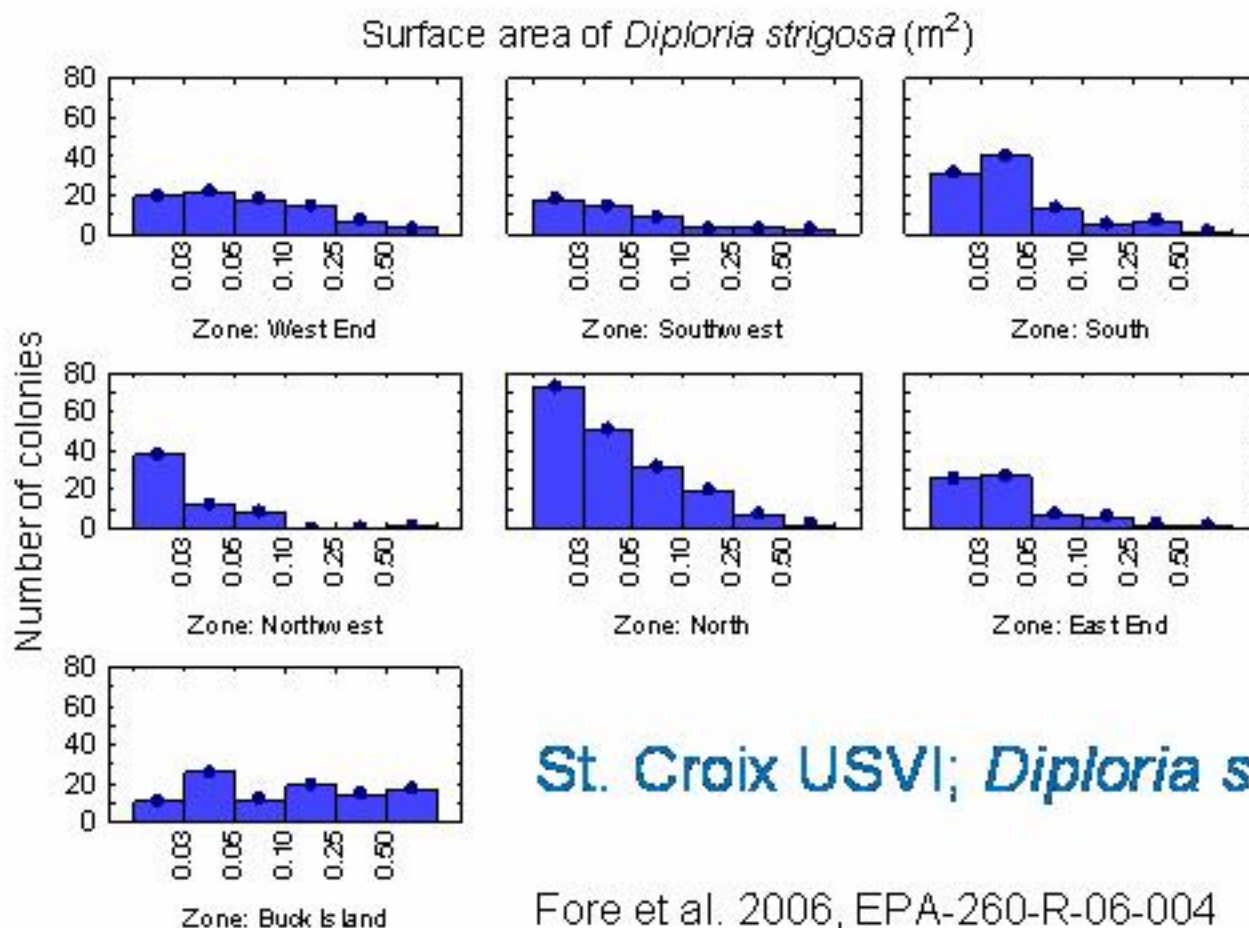 Surface area of Diploria strigosa (m²)
Number of colonies
80
60
40
20
0
0.03 0.05 0.10 0.25 0.50
Zone: West End
0.03 0.05 0.10 0.25 0.50
Zone: Southwest
0.03 0.05 0.10 0.25 0.50
Zone: South
80
60
40
20
0
0.03 0.05 0.10 0.25 0.50
Zone: Northwest
0.03 0.05 0.10 0.25 0.50
Zone: North
0.03 0.05 0.10 0.25 0.50
Zone: East End
80
60
40
20
0
0.03 0.05 0.10 0.25 0.50
Zone: Buck Island
St. Croix USVI; Diploria s
Fore et al. 2006, EPA-260-R-06-004